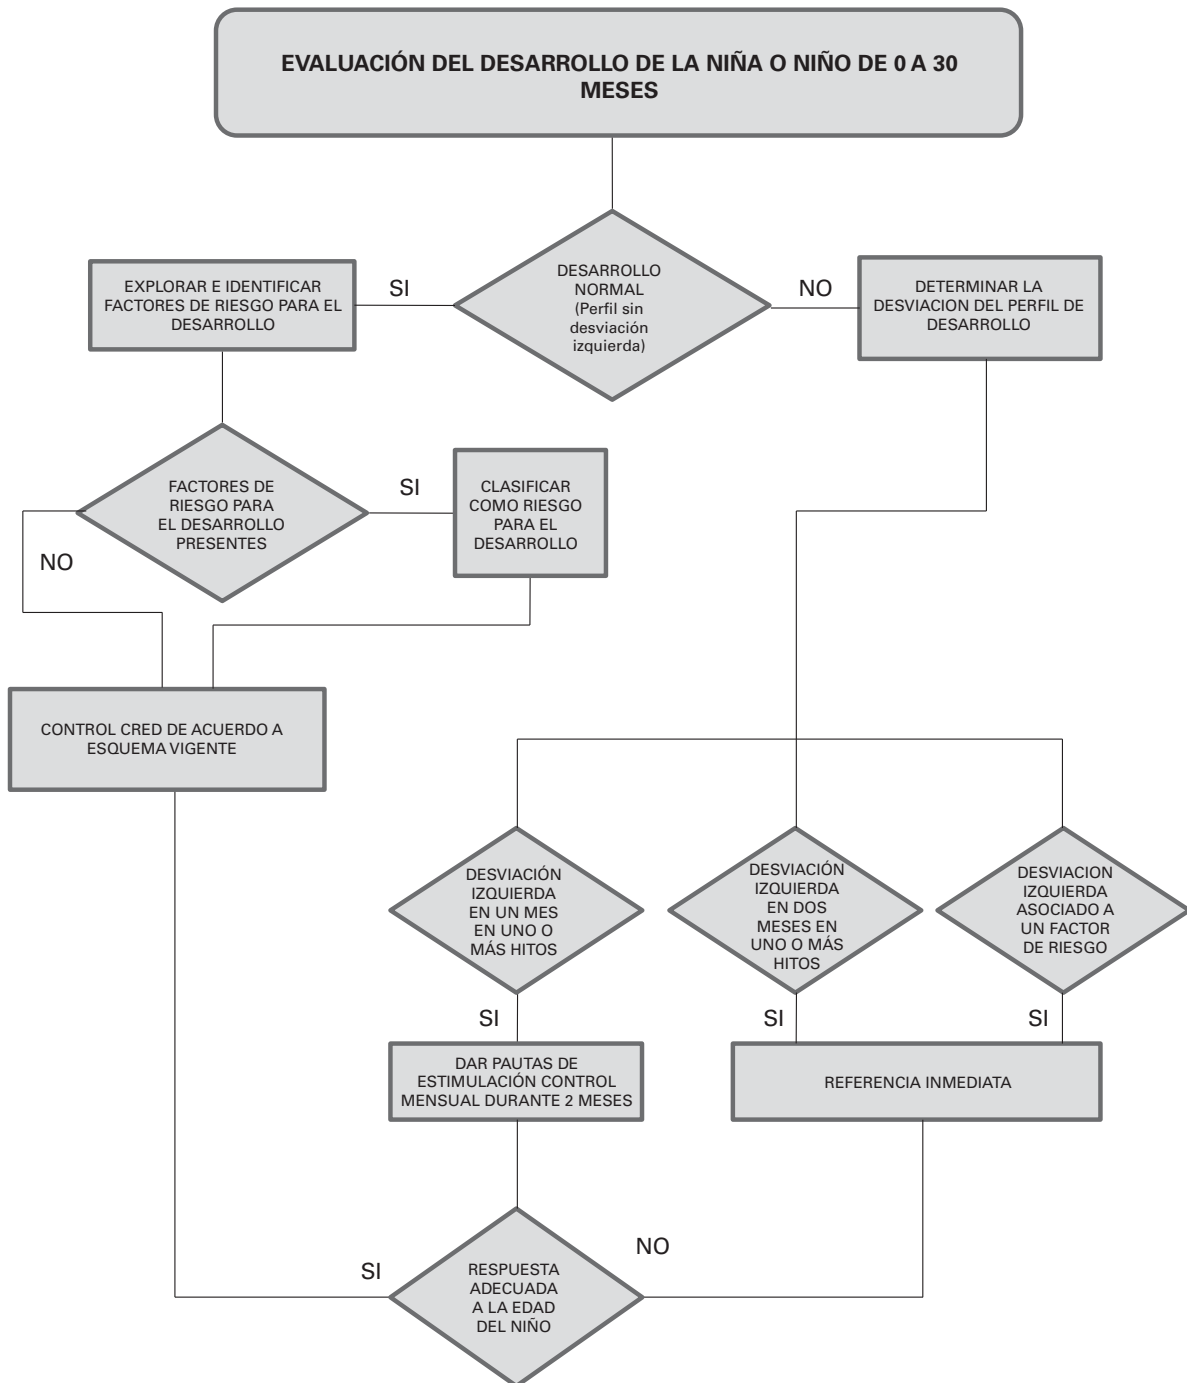 EVALUACIÓN DEL DESARROLLO DE LA NIÑA O NIÑO DE 0 A 30
MESES
EXPLORAR E IDENTIFICAR
FACTORES DE RIESGO PARA EL
DESARROLLO
SI
DESARROLLO
NORMAL
(Perfil sin
desviación
izquierda)
NO
DETERMINAR LA
DESVIACION DEL PERFIL DE
DESARROLLO
FACTORES DE
RIESGO PARA
EL DESARROLLO
PRESENTES
SI
CLASIFICAR
COMO RIESGO
PARA EL
DESARROLLO
NO
CONTROL CRED DE ACUERDO A
ESQUEMA VIGENTE
DESVIACIÓN
IZQUIERDA
EN UN MES
EN UNO O
MÁS HITOS
DESVIACIÓN
IZQUIERDA
EN DOS
MESES EN
UNO O MÁS
HITOS
DESVIACION
IZQUIERDA
ASOCIADO A
UN FACTOR
DE RIESGO
SI
SI
SI
DAR PAUTAS DE
ESTIMULACIÓN CONTROL
MENSUAL DURANTE 2 MESES
REFERENCIA INMEDIATA
SI
RESPUESTA
ADECUADA
A LA EDAD
DEL NIÑO
NO